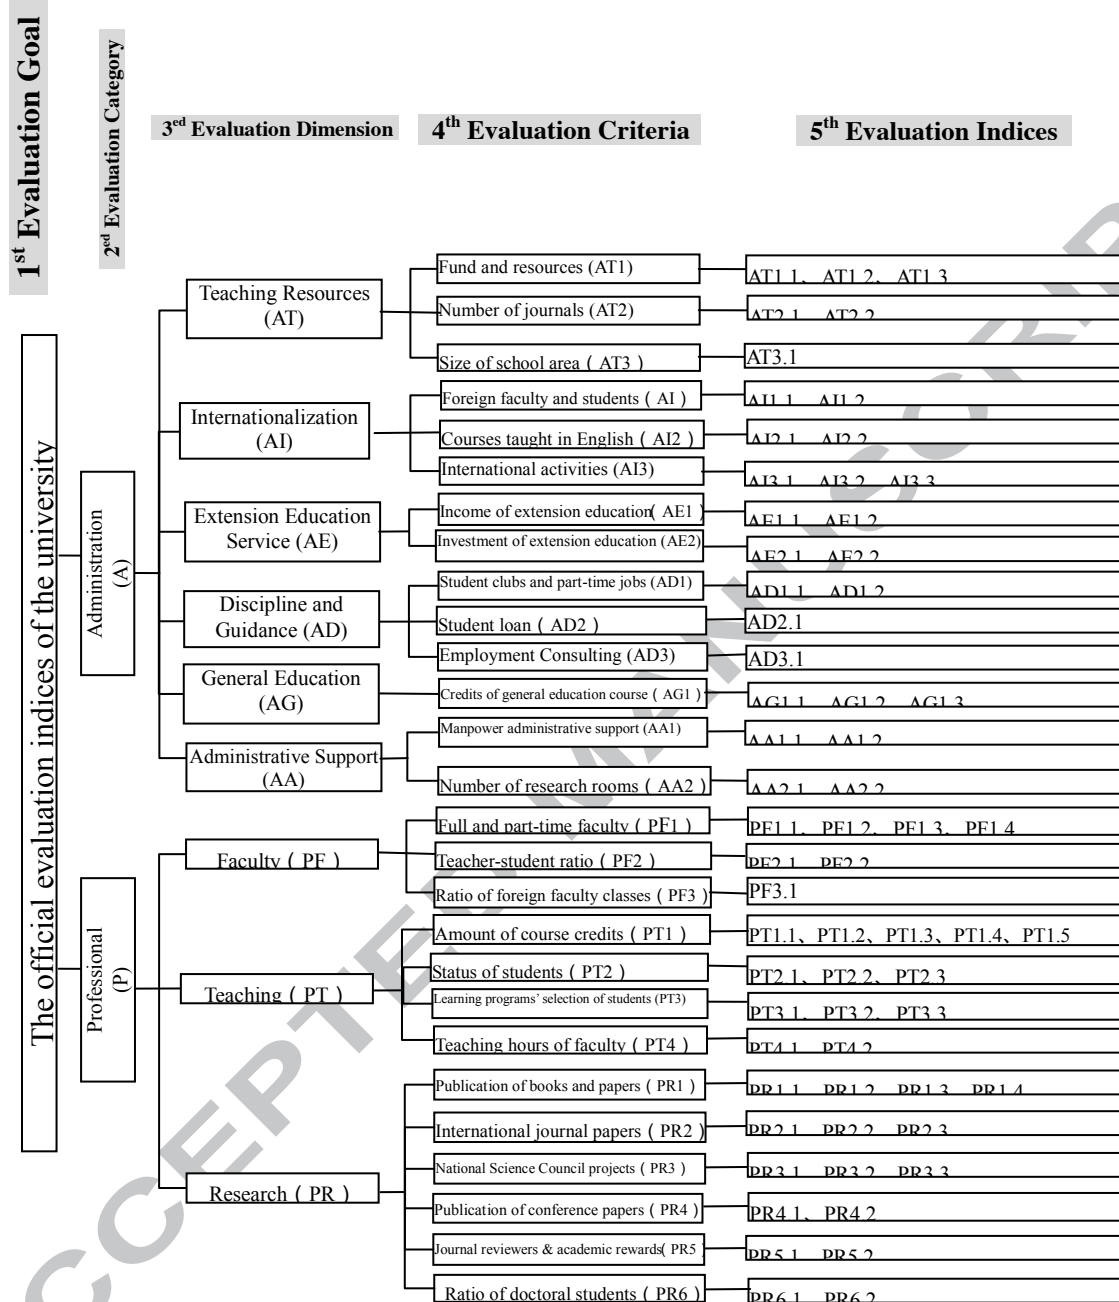 1st Evaluation Goal
2ed Evaluation Category
3ed Evaluation Dimension
4th Evaluation Criteria
5th Evaluation Indices
The official evaluation indices of the university
Administration
(A)
Teaching Resources
(AT)
Fund and resources (AT1)
AT1.1、AT1.2、AT1.3
Number of journals (AT2)
AT2.1、AT2.2
Size of school area ( AT3 )
AT3.1
Internationalization
(AI)
Foreign faculty and students ( AI )
AI1.1、AI1.2
Courses taught in English ( AI2 )
AI2.1、AI2.2
International activities (AI3)
AI3.1、AI3.2、AI3.3
Extension Education
Service (AE)
Income of extension education( AE1 )
AE1.1、AE1.2
Investment of extension education (AE2)
AE2.1、AE2.2
Discipline and
Guidance (AD)
Student clubs and part-time jobs (AD1)
AD1.1、AD1.2
Student loan ( AD2 )
AD2.1
Employment Consulting (AD3)
AD3.1
General Education
(AG)
Credits of general education course ( AG1 )
AG1.1、AG1.2、AG1.3
Administrative Support
(AA)
Manpower administrative support (AA1)
AA1.1、AA1.2
Number of research rooms ( AA2 )
AA2.1、AA2.2
Professional
(P)
Faculty ( PF )
Full and part-time faculty ( PF1 )
PF1.1、PF1.2、PF1.3、PF1.4
Teacher-student ratio ( PF2 )
PF2.1、PF2.2
Ratio of foreign faculty classes ( PF3 )
PF3.1
Teaching ( PT )
Amount of course credits ( PT1 )
PT1.1、PT1.2、PT1.3、PT1.4、PT1.5
Status of students ( PT2 )
PT2.1、PT2.2、PT2.3
Learning programs' selection of students (PT3)
PT3.1、PT3.2、PT3.3
Teaching hours of faculty ( PT4 )
PT4.1、PT4.2
Research ( PR )
Publication of books and papers ( PR1 )
PR1.1、PR1.2、PR1.3、PR1.4
International journal papers ( PR2 )
PR2.1、PR2.2、PR2.3
National Science Council projects ( PR3 )
PR3.1、PR3.2、PR3.3
Publication of conference papers ( PR4 )
PR4.1、PR4.2
Journal reviewers & academic rewards( PR5
PR5.1、PR5.2
Ratio of doctoral students ( PR6 )
PR6.1、PR6.2
CCEPTED MANUSCRIP